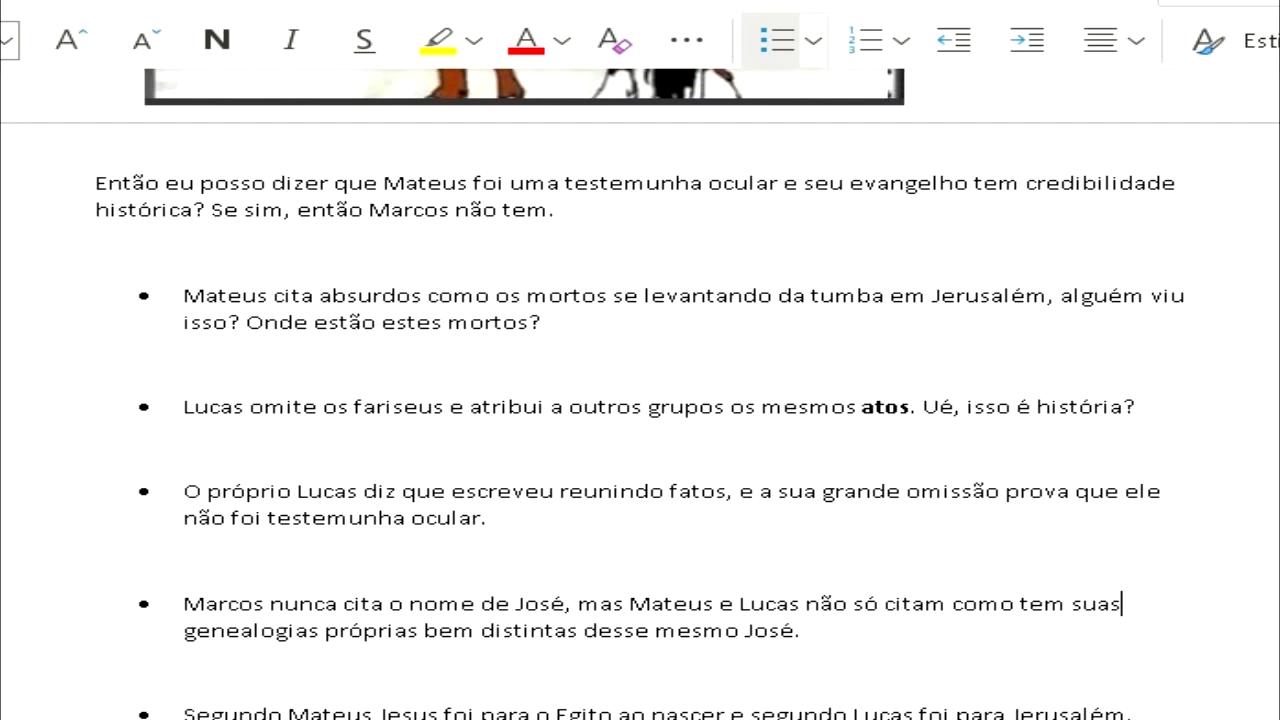 A A N I S A A ... Esti
Então eu posso dizer que Mateus foi uma testemunha ocular e seu evangelho tem credibilidade
histórica? Se sim, então Marcos não tem.
• Mateus cita absurdos como os mortos se levantando da tumba em Jerusalém, alguém viu
isso? Onde estão estes mortos?
• Lucas omite os fariseus e atribui a outros grupos os mesmos atos. Ué, isso é história?
• O próprio Lucas diz que escreveu reunindo fatos, e a sua grande omissão prova que ele
não foi testemunha ocular.
• Marcos nunca cita o nome de José, mas Mateus e Lucas não só citam como tem suas
genealogias próprias bem distintas desse mesmo José.
• Segundo Mateus Jesus foi para o Egito ao nascer e segundo Lucas foi para Jerusalém.